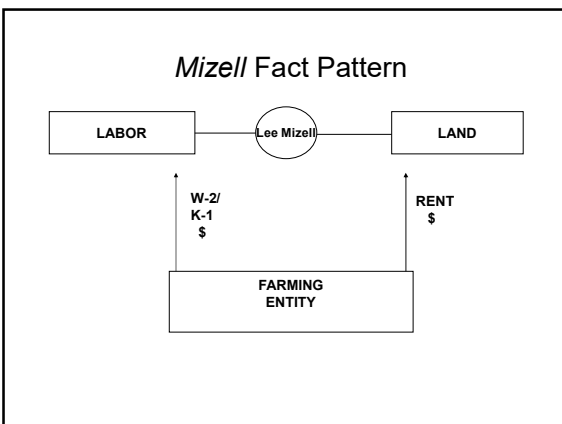 Mizell Fact Pattern
LABOR
Lee Mizell
LAND
W-2/
K-1
$
RENT
$
FARMING
ENTITY